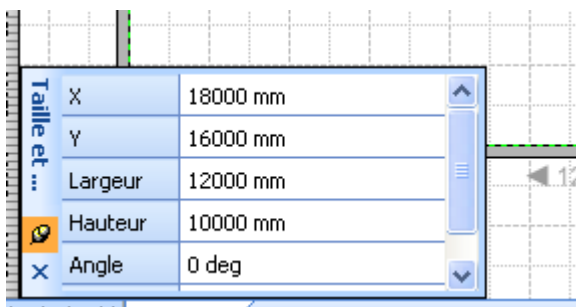 Taille et ...
X 18000 mm
Y 16000 mm
Largeur 12000 mm
Hauteur 10000 mm
Angle 0 deg